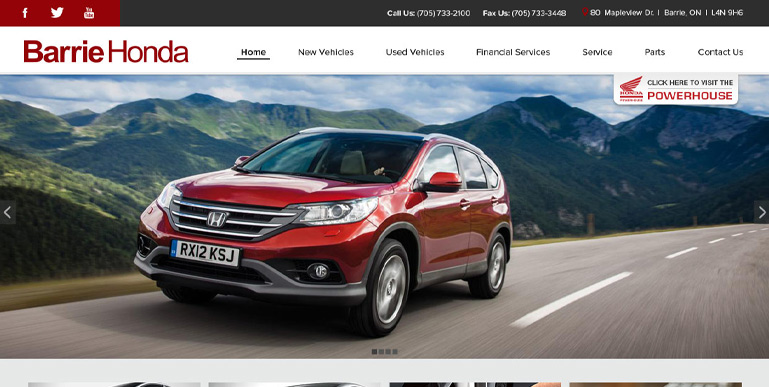 f You Tube Call Us: (705) 733-2100 Fax Us: (705) 733-3448 80 Mapleview Dr. | Barrie, ON | L4N 9H6
Barrie Honda Home New Vehicles Used Vehicles Financial Services Service Parts Contact Us
CLICK HERE TO VISIT THE
HONDA POWERHOUSE
RX12 KSJ